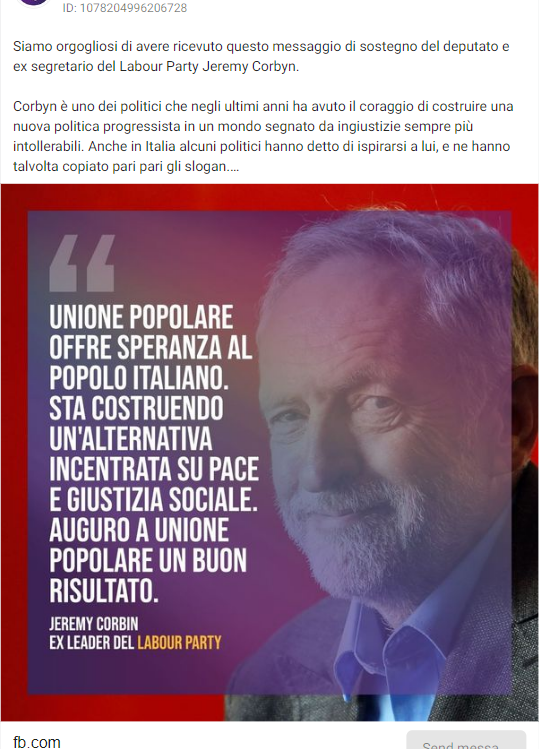 ID: 1078204996206728
Siamo orgogliosi di avere ricevuto questo messaggio di sostegno del deputato e
ex segretario del Labour Party Jeremy Corbyn.
Corbyn è uno dei politici che negli ultimi anni ha avuto il coraggio di costruire una
nuova politica progressista in un mondo segnato da ingiustizie sempre più
intollerabili. Anche in Italia alcuni politici hanno detto di ispirarsi a lui, e ne hanno
talvolta copiato pari pari gli slogan....
“
UNIONE POPOLARE
OFFRE SPERANZA AL
POPOLO ITALIANO.
STA COSTRUENDO
UN'ALTERNATIVA
INCENTRATA SU PACE
E GIUSTIZIA SOCIALE.
AUGURO A UNIONE
POPOLARE UN BUON
RISULTATO.
JEREMY CORBIN
EX LEADER DEL LABOUR PARTY
fb.com
Send messa...